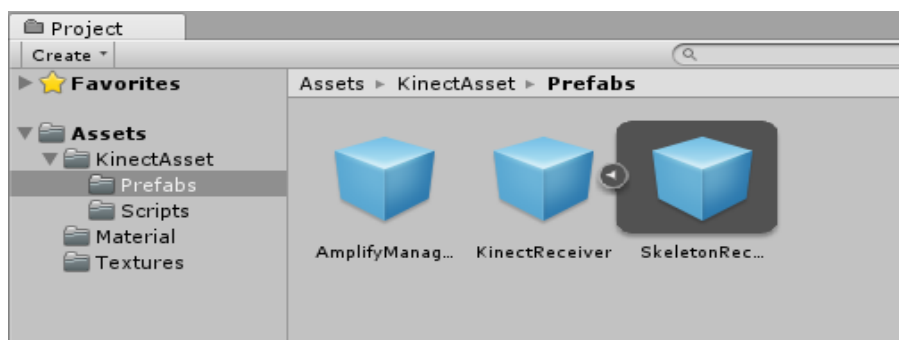 Project
Create
Favorites
Assets
KinectAsset
Prefabs
Scripts
Material
Textures
Assets KinectAsset Prefabs
AmplifyManag... KinectReceiver SkeletonRec...